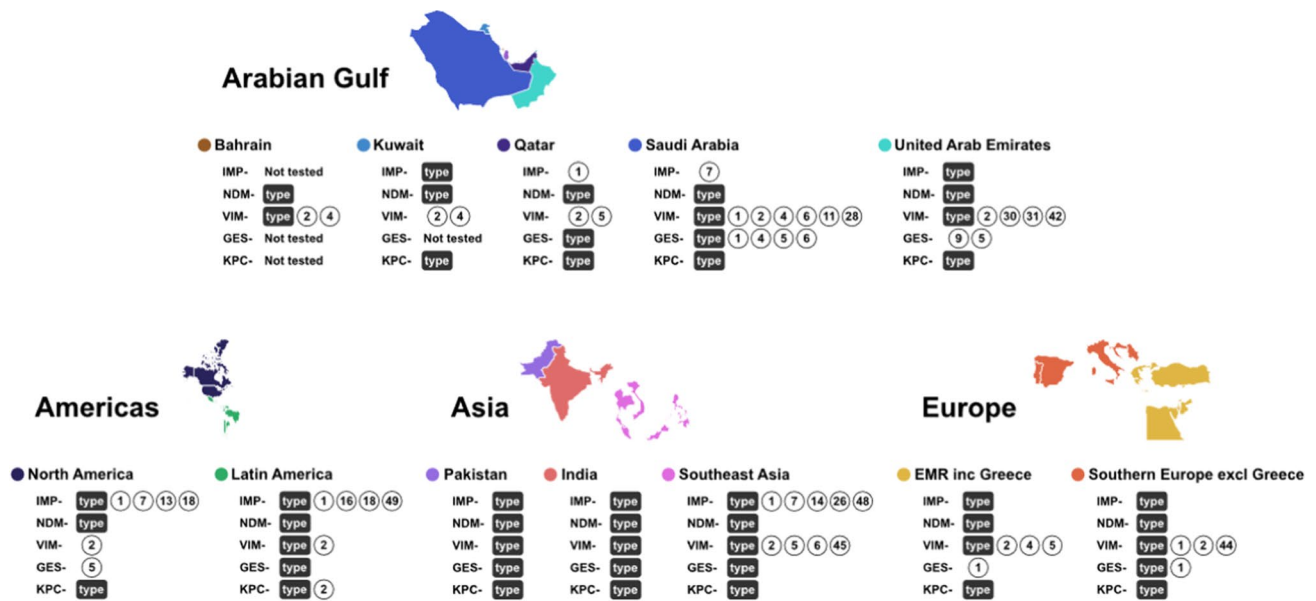 Arabian Gulf
Bahrain
IMP- Not tested
NDM- type
VIM- type 2 4
GES- Not tested
KPC- Not tested
Kuwait
IMP- type
NDM- type
VIM- 2 4
GES- Not tested
KPC- type
Qatar
IMP- 1
NDM- type
VIM- 2 5
GES- type
KPC- type
Saudi Arabia
IMP- 7
NDM- type
VIM- type 1 2 4 6 11 28
GES- type 1 4 5 6
KPC- type
United Arab Emirates
IMP- type
NDM- type
VIM- type 2 30 31 42
GES- 9 5
KPC- type
Americas
North America
IMP- type 1 7 13 18
NDM- type
VIM- 2
GES- 5
KPC- type
Latin America
IMP- type 1 16 18 49
NDM- type
VIM- type 2
GES- type
KPC- type 2
Asia
Pakistan
IMP- type
NDM- type
VIM- type
GES- type
KPC- type
India
IMP- type
NDM- type
VIM- type
GES- type
KPC- type
Southeast Asia
IMP- type 1 7 14 26 48
NDM- type
VIM- type 2 5 6 45
GES- type
KPC- type
Europe
EMR inc Greece
IMP- type
NDM- type
VIM- type 2 4 5
GES- 1
KPC- type
Southern Europe excl Greece
IMP- type
NDM- type
VIM- type 1 2 44
GES- type 1
KPC- type